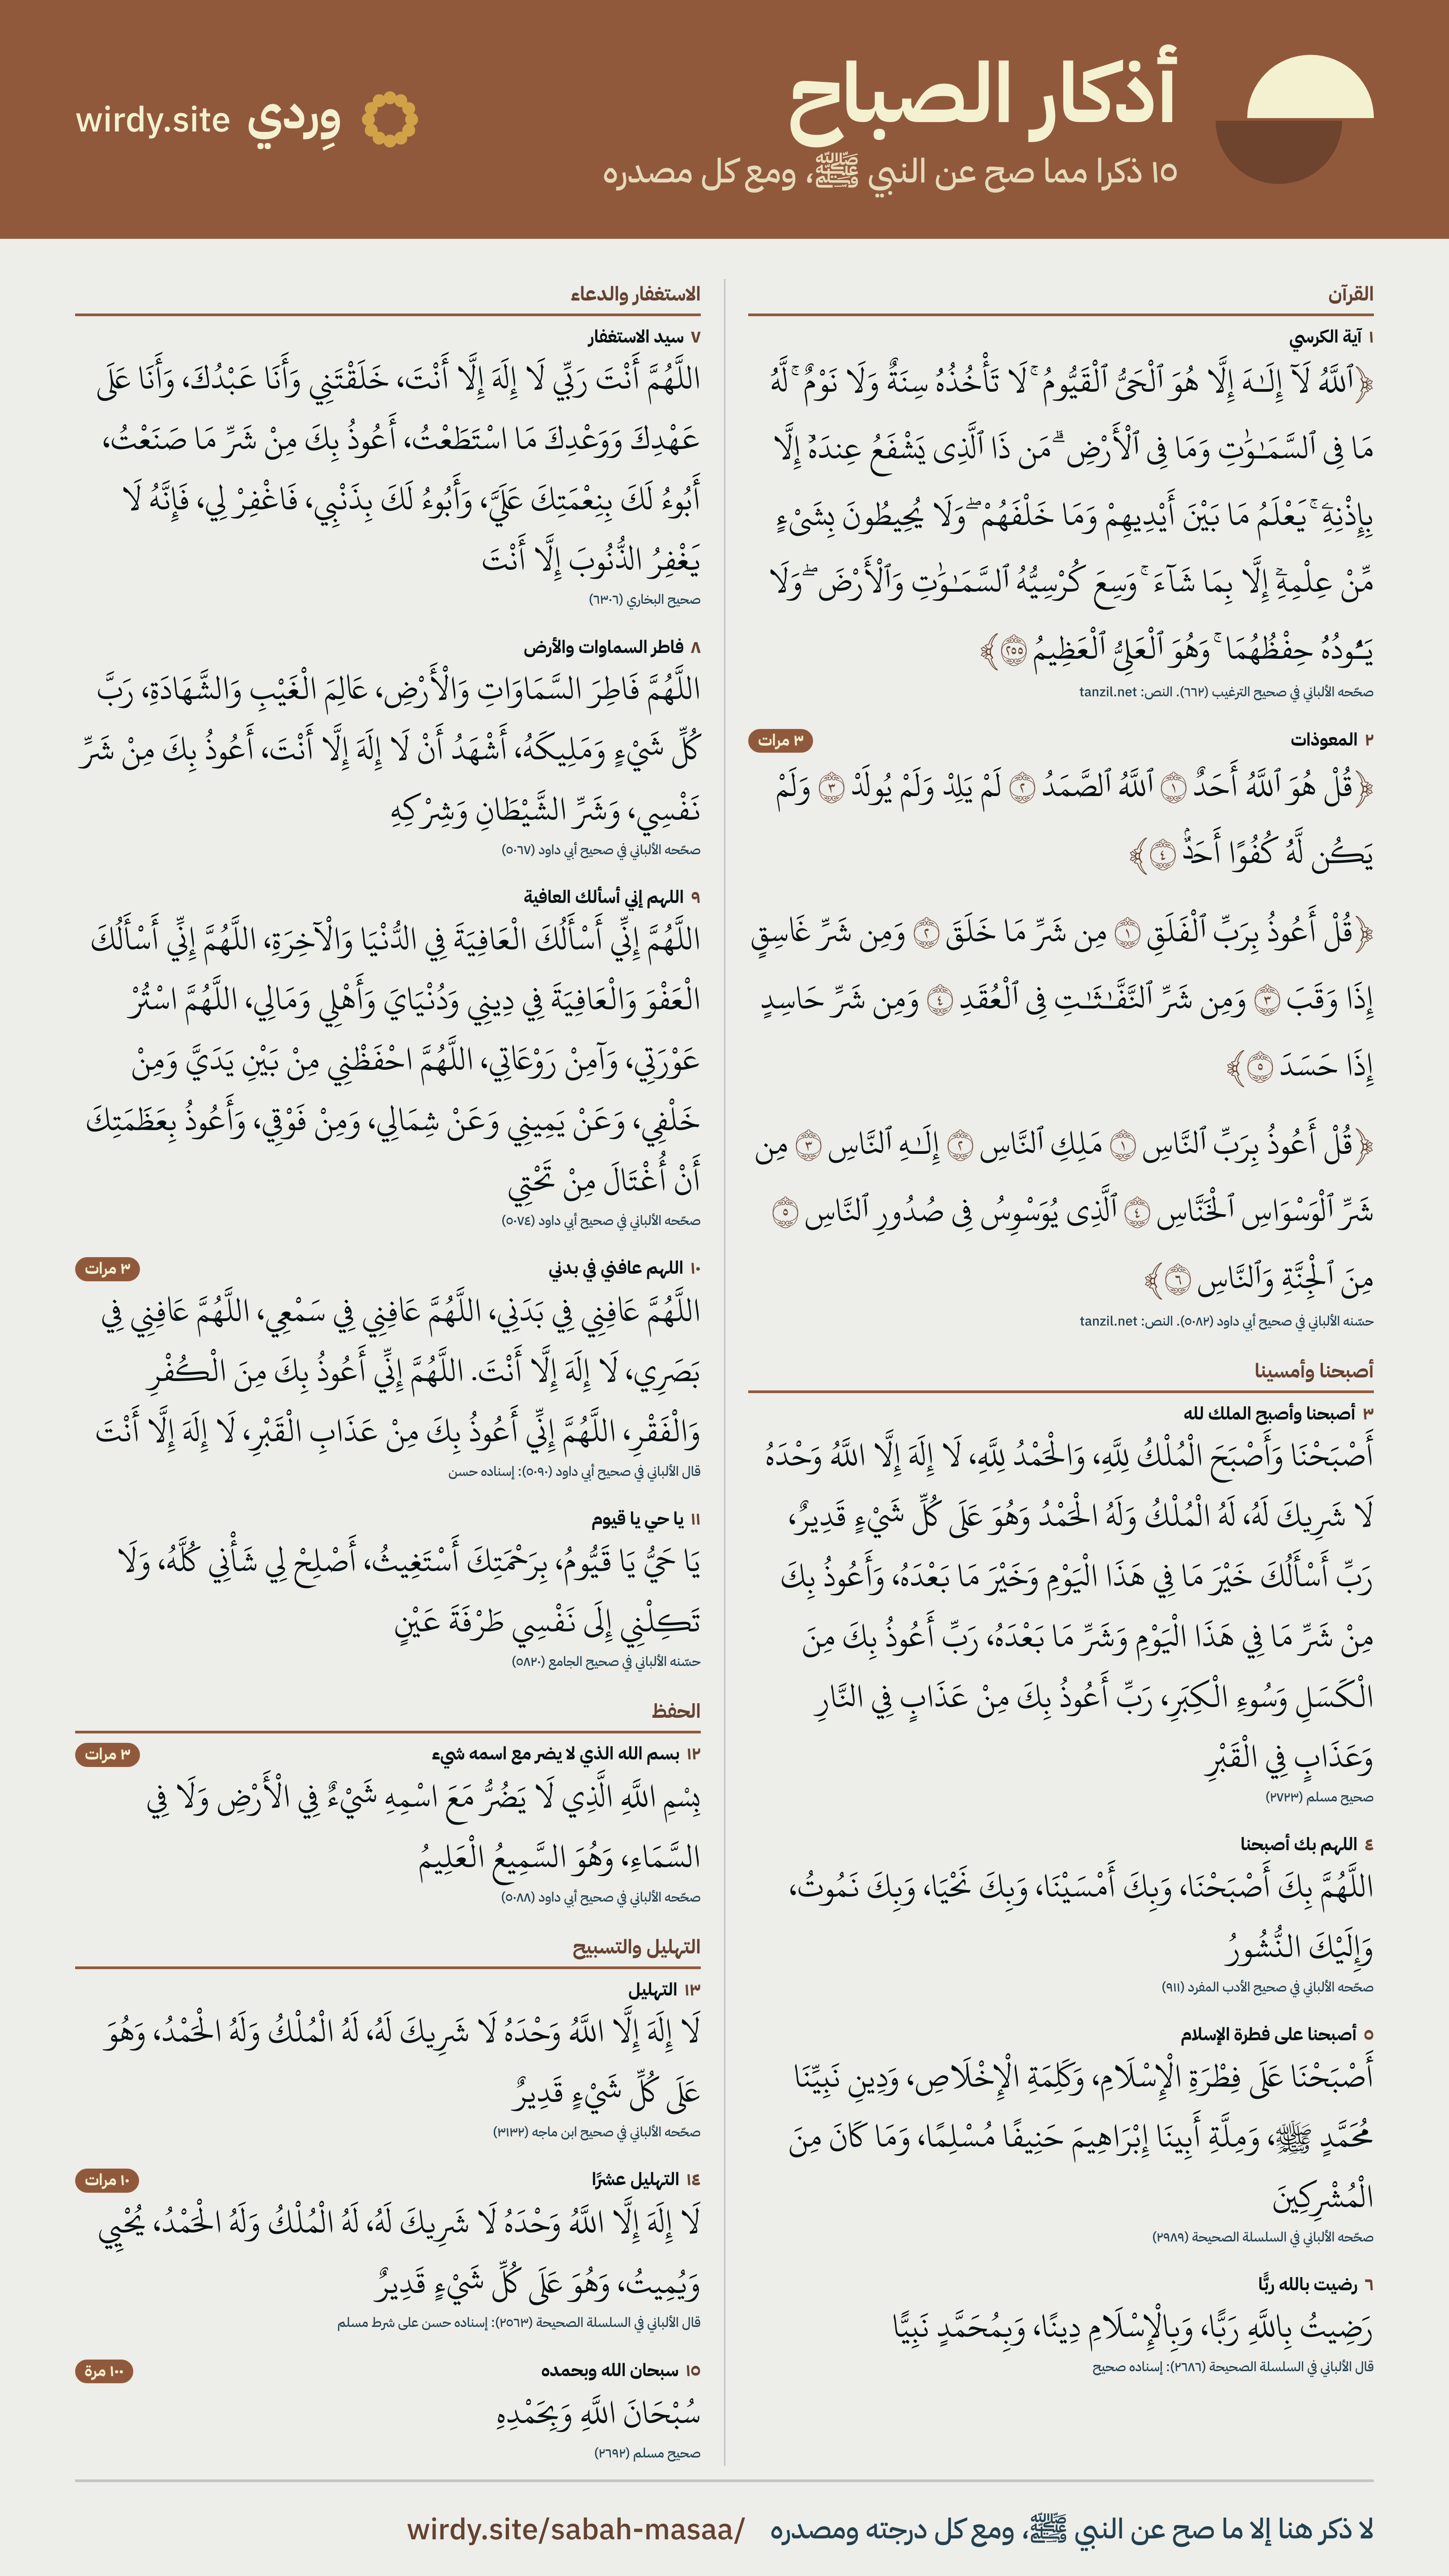 أذكار الصباح
١٥ ذكرا مما صح عن النبي ﷺ، ومع كل مصدره
وِردي wirdy.site
القرآن
١ آية الكرسي
﴿ٱللَّهُ لَآ إِلَـٰهَ إِلَّا هُوَ ٱلْحَىُّ ٱلْقَيُّومُ ۚ لَا تَأْخُذُهُ سِنَةٌ وَلَا نَوْمٌ ۚ لَّهُ
مَا فِى ٱلسَّمَـٰوَٰتِ وَمَا فِى ٱلْأَرْضِ ۗ مَن ذَا ٱلَّذِى يَشْفَعُ عِندَهُ إِلَّا
بِإِذْنِهِۦ ۚ يَعْلَمُ مَا بَيْنَ أَيْدِيهِمْ وَمَا خَلْفَهُمْ ۖ وَلَا يُحِيطُونَ بِشَىْءٍ
مِّنْ عِلْمِهِۦٓ إِلَّا بِمَا شَآءَ ۚ وَسِعَ كُرْسِيُّهُ ٱلسَّمَـٰوَٰتِ وَٱلْأَرْضَ ۖ وَلَا
يَـُٔودُهُ حِفْظُهُمَا ۚ وَهُوَ ٱلْعَلِىُّ ٱلْعَظِيمُ ٢٥٥﴾
صحّحه الألباني في صحيح الترغيب (٦٦٢). النص: tanzil.net
٢ المعوذات
٣ مرات
﴿قُلْ هُوَ ٱللَّهُ أَحَدٌ ١ ٱللَّهُ ٱلصَّمَدُ ٢ لَمْ يَلِدْ وَلَمْ يُولَدْ ٣ وَلَمْ
يَكُن لَّهُ كُفُوًا أَحَدٌۢ ٤﴾
﴿قُلْ أَعُوذُ بِرَبِّ ٱلْفَلَقِ ١ مِن شَرِّ مَا خَلَقَ ٢ وَمِن شَرِّ غَاسِقٍ
إِذَا وَقَبَ ٣ وَمِن شَرِّ ٱلنَّفَّـٰثَـٰتِ فِى ٱلْعُقَدِ ٤ وَمِن شَرِّ حَاسِدٍ
إِذَا حَسَدَ ٥﴾
﴿قُلْ أَعُوذُ بِرَبِّ ٱلنَّاسِ ١ مَلِكِ ٱلنَّاسِ ٢ إِلَـٰهِ ٱلنَّاسِ ٣ مِن
شَرِّ ٱلْوَسْوَاسِ ٱلْخَنَّاسِ ٤ ٱلَّذِى يُوَسْوِسُ فِى صُدُورِ ٱلنَّاسِ ٥
مِنَ ٱلْجِنَّةِ وَٱلنَّاسِ ٦﴾
حسّنه الألباني في صحيح أبي داود (٥٠٨٢). النص: tanzil.net
أصبحنا وأمسينا
٣ أصبحنا وأصبح الملك لله
أَصْبَحْنَا وَأَصْبَحَ الْمُلْكُ لِلَّهِ، وَالْحَمْدُ لِلَّهِ، لَا إِلَهَ إِلَّا اللَّهُ وَحْدَهُ
لَا شَرِيكَ لَهُ، لَهُ الْمُلْكُ وَلَهُ الْحَمْدُ وَهُوَ عَلَى كُلِّ شَيْءٍ قَدِيرٌ،
رَبِّ أَسْأَلُكَ خَيْرَ مَا فِي هَذَا الْيَوْمِ وَخَيْرَ مَا بَعْدَهُ، وَأَعُوذُ بِكَ
مِنْ شَرِّ مَا فِي هَذَا الْيَوْمِ وَشَرِّ مَا بَعْدَهُ، رَبِّ أَعُوذُ بِكَ مِنَ
الْكَسَلِ وَسُوءِ الْكِبَرِ، رَبِّ أَعُوذُ بِكَ مِنْ عَذَابٍ فِي النَّارِ
وَعَذَابٍ فِي الْقَبْرِ
صحيح مسلم (٢٧٢٣)
٤ اللهم بك أصبحنا
اللَّهُمَّ بِكَ أَصْبَحْنَا، وَبِكَ أَمْسَيْنَا، وَبِكَ نَحْيَا، وَبِكَ نَمُوتُ،
وَإِلَيْكَ النُّشُورُ
صحّحه الألباني في صحيح الأدب المفرد (٩١١)
٥ أصبحنا على فطرة الإسلام
أَصْبَحْنَا عَلَى فِطْرَةِ الْإِسْلَامِ، وَكَلِمَةِ الْإِخْلَاصِ، وَدِينِ نَبِيِّنَا
مُحَمَّدٍ ﷺ، وَمِلَّةِ أَبِينَا إِبْرَاهِيمَ حَنِيفًا مُسْلِمًا، وَمَا كَانَ مِنَ
الْمُشْرِكِينَ
صحّحه الألباني في السلسلة الصحيحة (٢٩٨٩)
٦ رضيت بالله ربًّا
رَضِيتُ بِاللَّهِ رَبًّا، وَبِالْإِسْلَامِ دِينًا، وَبِمُحَمَّدٍ نَبِيًّا
قال الألباني في السلسلة الصحيحة (٢٦٨٦): إسناده صحيح
الاستغفار والدعاء
٧ سيد الاستغفار
اللَّهُمَّ أَنْتَ رَبِّي لَا إِلَهَ إِلَّا أَنْتَ، خَلَقْتَنِي وَأَنَا عَبْدُكَ، وَأَنَا عَلَى
عَهْدِكَ وَوَعْدِكَ مَا اسْتَطَعْتُ، أَعُوذُ بِكَ مِنْ شَرِّ مَا صَنَعْتُ،
أَبُوءُ لَكَ بِنِعْمَتِكَ عَلَيَّ، وَأَبُوءُ لَكَ بِذَنْبِي، فَاغْفِرْ لِي، فَإِنَّهُ لَا
يَغْفِرُ الذُّنُوبَ إِلَّا أَنْتَ
صحيح البخاري (٦٣٠٦)
٨ فاطر السماوات والأرض
اللَّهُمَّ فَاطِرَ السَّمَاوَاتِ وَالْأَرْضِ، عَالِمَ الْغَيْبِ وَالشَّهَادَةِ، رَبَّ
كُلِّ شَيْءٍ وَمَلِيكَهُ، أَشْهَدُ أَنْ لَا إِلَهَ إِلَّا أَنْتَ، أَعُوذُ بِكَ مِنْ شَرِّ
نَفْسِي، وَشَرِّ الشَّيْطَانِ وَشِرْكِهِ
صحّحه الألباني في صحيح أبي داود (٥٠٦٧)
٩ اللهم إني أسألك العافية
اللَّهُمَّ إِنِّي أَسْأَلُكَ الْعَافِيَةَ فِي الدُّنْيَا وَالْآخِرَةِ، اللَّهُمَّ إِنِّي أَسْأَلُكَ
الْعَفْوَ وَالْعَافِيَةَ فِي دِينِي وَدُنْيَايَ وَأَهْلِي وَمَالِي، اللَّهُمَّ اسْتُرْ
عَوْرَتِي، وَآمِنْ رَوْعَاتِي، اللَّهُمَّ احْفَظْنِي مِنْ بَيْنِ يَدَيَّ وَمِنْ
خَلْفِي، وَعَنْ يَمِينِي وَعَنْ شِمَالِي، وَمِنْ فَوْقِي، وَأَعُوذُ بِعَظَمَتِكَ
أَنْ أُغْتَالَ مِنْ تَحْتِي
صحّحه الألباني في صحيح أبي داود (٥٠٧٤)
١٠ اللهم عافني في بدني
٣ مرات
اللَّهُمَّ عَافِنِي فِي بَدَنِي، اللَّهُمَّ عَافِنِي فِي سَمْعِي، اللَّهُمَّ عَافِنِي فِي
بَصَرِي، لَا إِلَهَ إِلَّا أَنْتَ. اللَّهُمَّ إِنِّي أَعُوذُ بِكَ مِنَ الْكُفْرِ
وَالْفَقْرِ، اللَّهُمَّ إِنِّي أَعُوذُ بِكَ مِنْ عَذَابِ الْقَبْرِ، لَا إِلَهَ إِلَّا أَنْتَ
قال الألباني في صحيح أبي داود (٥٠٩٠): إسناده حسن
١١ يا حي يا قيوم
يَا حَيُّ يَا قَيُّومُ، بِرَحْمَتِكَ أَسْتَغِيثُ، أَصْلِحْ لِي شَأْنِي كُلَّهُ، وَلَا
تَكِلْنِي إِلَى نَفْسِي طَرْفَةَ عَيْنٍ
حسّنه الألباني في صحيح الجامع (٥٨٢٠)
الحفظ
١٢ بسم الله الذي لا يضر مع اسمه شيء
٣ مرات
بِسْمِ اللَّهِ الَّذِي لَا يَضُرُّ مَعَ اسْمِهِ شَيْءٌ فِي الْأَرْضِ وَلَا فِي
السَّمَاءِ، وَهُوَ السَّمِيعُ الْعَلِيمُ
صحّحه الألباني في صحيح أبي داود (٥٠٨٨)
التهليل والتسبيح
١٣ التهليل
لَا إِلَهَ إِلَّا اللَّهُ وَحْدَهُ لَا شَرِيكَ لَهُ، لَهُ الْمُلْكُ وَلَهُ الْحَمْدُ، وَهُوَ
عَلَى كُلِّ شَيْءٍ قَدِيرٌ
صحّحه الألباني في صحيح ابن ماجه (٣١٣٢)
١٤ التهليل عشرًا
١٠ مرات
لَا إِلَهَ إِلَّا اللَّهُ وَحْدَهُ لَا شَرِيكَ لَهُ، لَهُ الْمُلْكُ وَلَهُ الْحَمْدُ، يُحْيِي
وَيُمِيتُ، وَهُوَ عَلَى كُلِّ شَيْءٍ قَدِيرٌ
قال الألباني في السلسلة الصحيحة (٢٥٦٣): إسناده حسن على شرط مسلم
١٥ سبحان الله وبحمده
١٠٠ مرة
سُبْحَانَ اللَّهِ وَبِحَمْدِهِ
صحيح مسلم (٢٦٩٢)
لا ذكر هنا إلا ما صح عن النبي ﷺ، ومع كل درجته ومصدره wirdy.site/sabah-masaa/